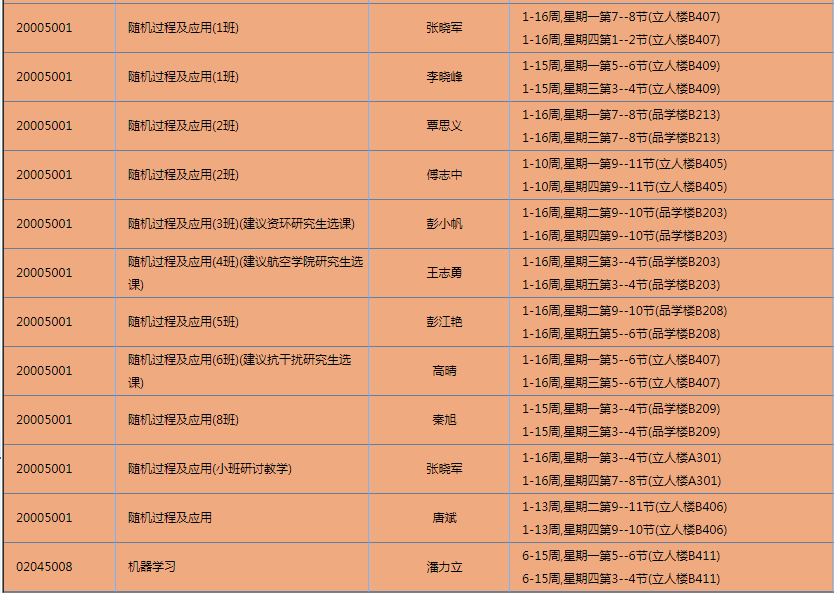 20005001 随机过程及应用(1班) 张晓军 1-16周,星期一第7--8节(立人楼B407)
1-16周,星期四第1--2节(立人楼B407)
20005001 随机过程及应用(1班) 李晓峰 1-15周,星期一第5--6节(立人楼B409)
1-15周,星期三第3--4节(立人楼B409)
20005001 随机过程及应用(2班) 覃思义 1-16周,星期一第7--8节(品学楼B213)
1-16周,星期三第7--8节(品学楼B213)
20005001 随机过程及应用(2班) 傅志中 1-10周,星期一第9--11节(立人楼B405)
1-10周,星期四第9--11节(立人楼B405)
20005001 随机过程及应用(3班)(建议资环研究生选课) 彭小帆 1-16周,星期二第9--10节(品学楼B203)
1-16周,星期四第9--10节(品学楼B203)
20005001 随机过程及应用(4班)(建议航空学院研究生选 王志勇 1-16周,星期三第3--4节(品学楼B203)
课) 1-16周,星期五第3--4节(品学楼B203)
20005001 随机过程及应用(5班) 彭江艳 1-16周,星期二第9--10节(品学楼B208)
1-16周,星期五第5--6节(品学楼B208)
20005001 随机过程及应用(6班)(建议抗干扰研究生选 高晴 1-16周,星期一第5--6节(立人楼B407)
课) 1-16周,星期三第5--6节(立人楼B407)
20005001 随机过程及应用(8班) 秦旭 1-15周,星期一第3--4节(品学楼B209)
1-15周,星期三第3--4节(品学楼B209)
20005001 随机过程及应用(小班研讨教学) 张晓军 1-16周,星期一第3--4节(立人楼A301)
1-16周,星期四第7--8节(立人楼A301)
20005001 随机过程及应用 唐斌 1-13周,星期二第9--11节(立人楼B406)
1-13周,星期四第9--10节(立人楼B406)
02045008 机器学习 潘力立 6-15周,星期一第5--6节(立人楼B411)
6-15周,星期四第3--4节(立人楼B411)